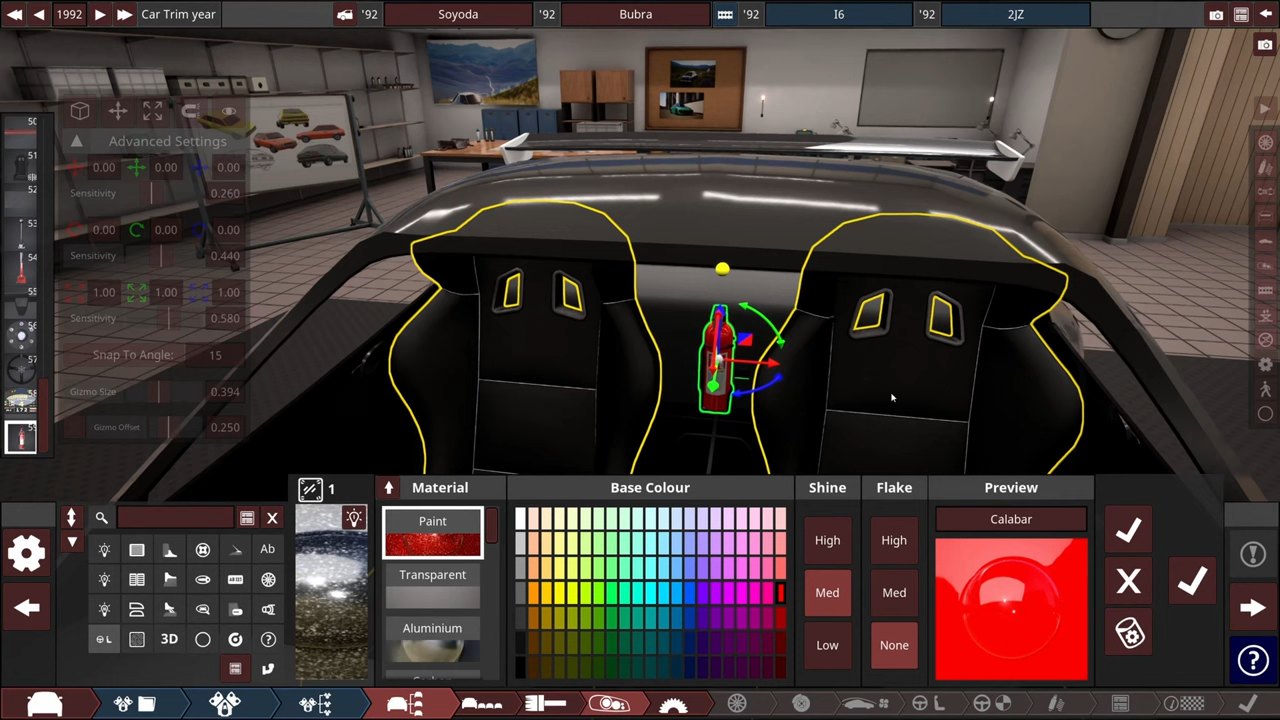 1992 Car Trim year '92 Soyoda '92 Bubra '92 I6 '92 2JZ
Advanced Settings
0.00 0.00 0.00
Sensitivity 0.260
0.00 0.00 0.00
Sensitivity 0.440
1.00 1.00 1.00
Sensitivity 0.580
Snap To Angle: 15
Gizmo Size 0.394
Gizmo Offset 0.250
50
51
52
53
54
55
56
57
1 Material Base Colour Shine Flake Preview
Paint
Transparent
Aluminium
High High
Med Med
Low None
Calabar
X
Ab
3D
?
L
?